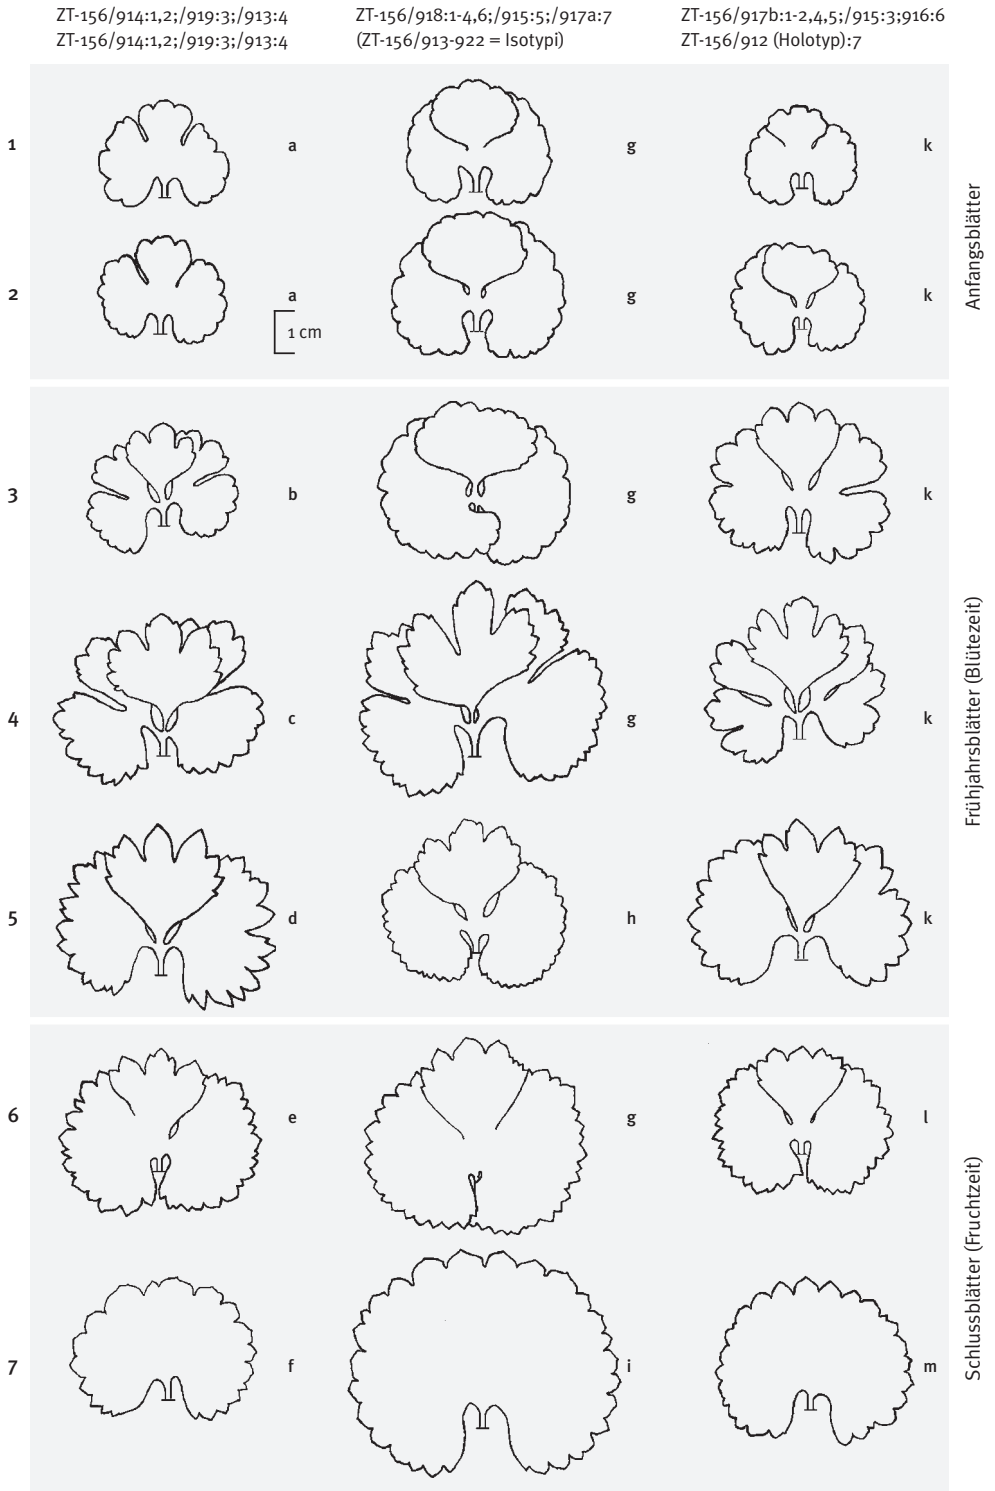 ZT-156/914:1,2;/919:3;/913:4
ZT-156/914:1,2;/919:3;/913:4
ZT-156/918:1-4,6;/915:5;/917a:7
(ZT-156/913-922 = Isotypi)
ZT-156/917b:1-2,4,5;/915:3;916:6
ZT-156/912 (Holotyp):7
1 a g k
2 a g k
1 cm
Anfangsblätter
3 b g k
4 c g k
5 d h k
Frühjahrsblätter (Blütezeit)
6 e g l
7 f i m
Schlussblätter (Fruchtzeit)